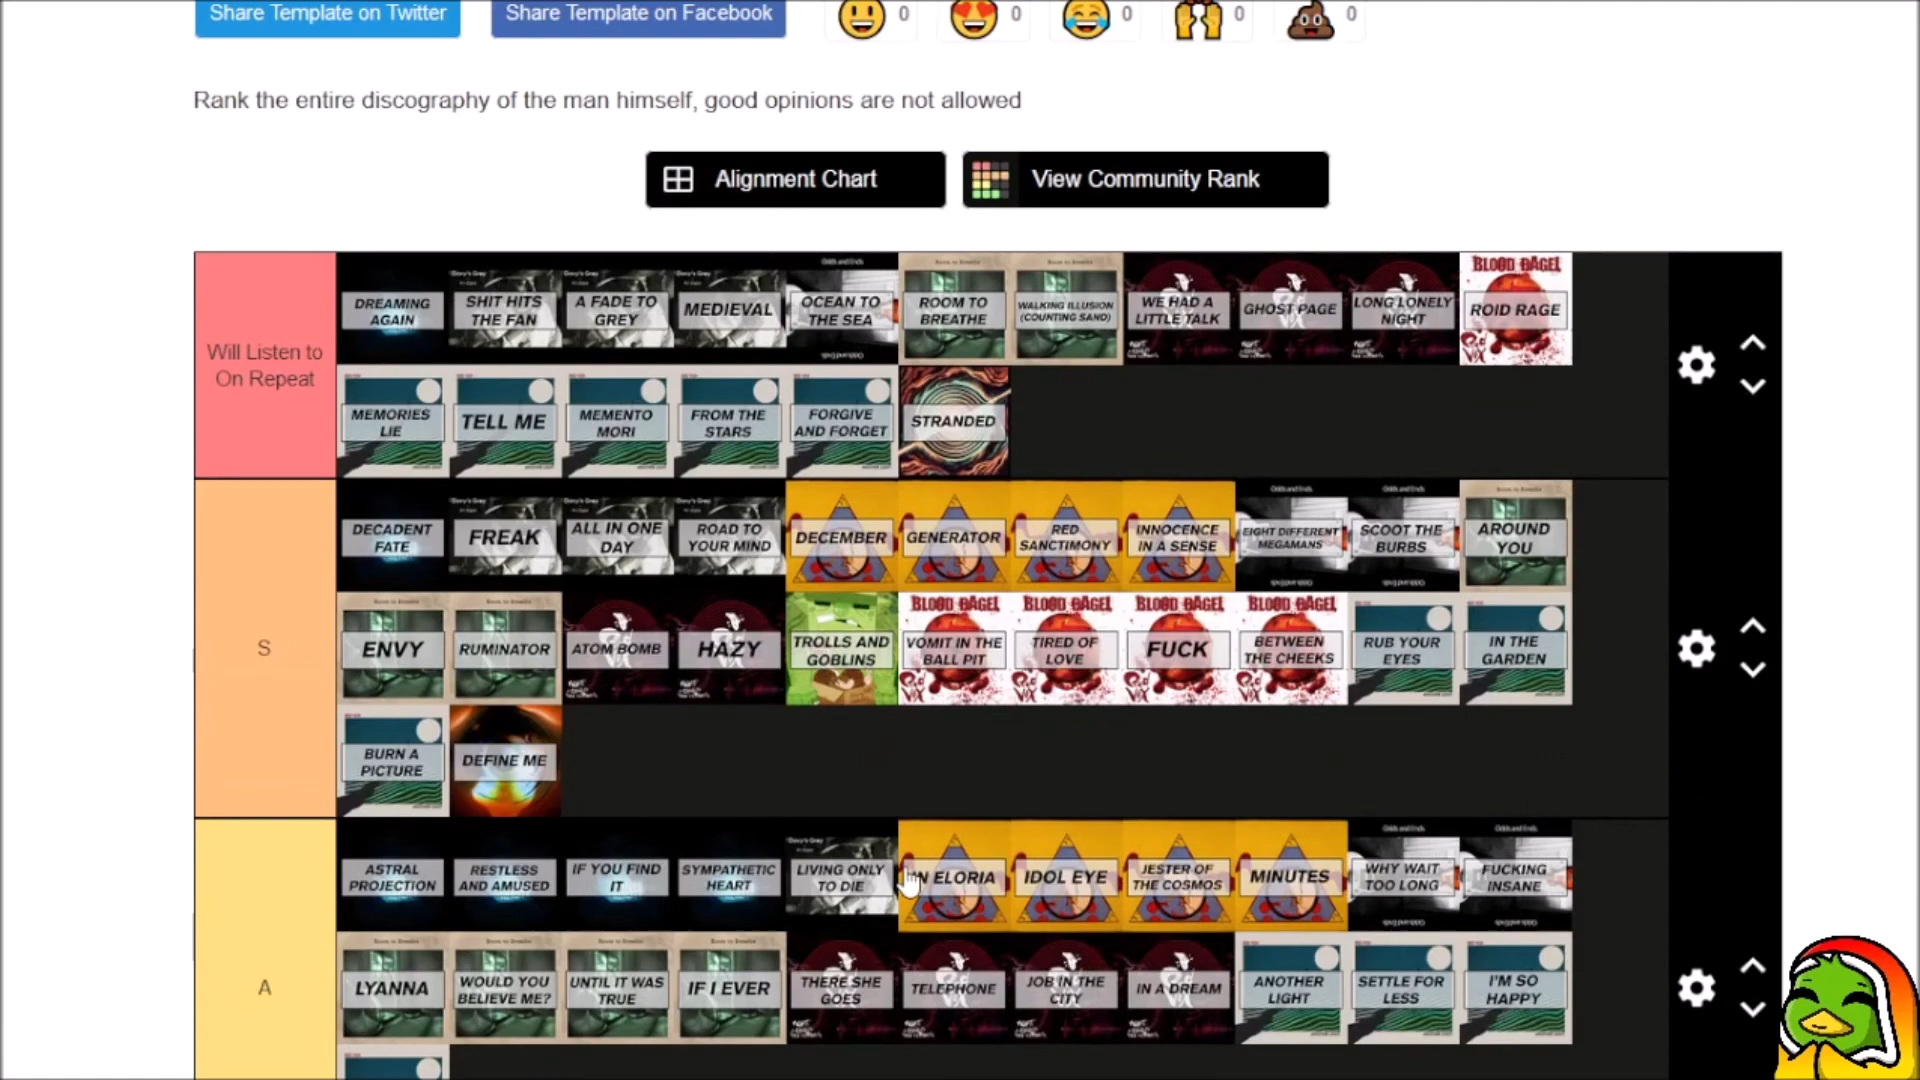 Share Template on Twitter
Share Template on Facebook
0
0
0
0
0
Rank the entire discography of the man himself, good opinions are not allowed
Alignment Chart
View Community Rank
Will Listen to
On Repeat
DREAMING
AGAIN
SHIT HITS
THE FAN
A FADE TO
GREY
MEDIEVAL
OCEAN TO
THE SEA
ROOM TO
BREATHE
WALKING ILLUSION
(COUNTING SAND)
WE HAD A
LITTLE TALK
GHOST PAGE
LONG LONELY
NIGHT
BLOOD BAGEL
ROID RAGE
MEMORIES
LIE
TELL ME
MEMENTO
MORI
FROM THE
STARS
FORGIVE
AND FORGET
STRANDED
S
DECADENT
FATE
FREAK
ALL IN ONE
DAY
ROAD TO
YOUR MIND
DECEMBER
GENERATOR
RED
SANCTIMONY
INNOCENCE
IN A SENSE
EIGHT DIFFERENT
MEGAMANS
SCOOT THE
BURBS
AROUND
YOU
ENVY
RUMINATOR
ATOM BOMB
HAZY
TROLLS AND
GOBLINS
BLOOD BAGEL
VOMIT IN THE
BALL PIT
BLOOD BAGEL
TIRED OF
LOVE
BLOOD BAGEL
FUCK
BLOOD BAGEL
BETWEEN
THE CHEEKS
RUB YOUR
EYES
IN THE
GARDEN
BURN A
PICTURE
DEFINE ME
A
ASTRAL
PROJECTION
RESTLESS
AND AMUSED
IF YOU FIND
IT
SYMPATHETIC
HEART
LIVING ONLY
TO DIE
ELORIA
IDOL EYE
JESTER OF
THE COSMOS
MINUTES
WHY WAIT
TOO LONG
FUCKING
INSANE
LYANNA
WOULD YOU
BELIEVE ME?
UNTIL IT WAS
TRUE
IF I EVER
THERE SHE
GOES
TELEPHONE
JOB IN THE
CITY
IN A DREAM
ANOTHER
LIGHT
SETTLE FOR
LESS
I'M SO
HAPPY